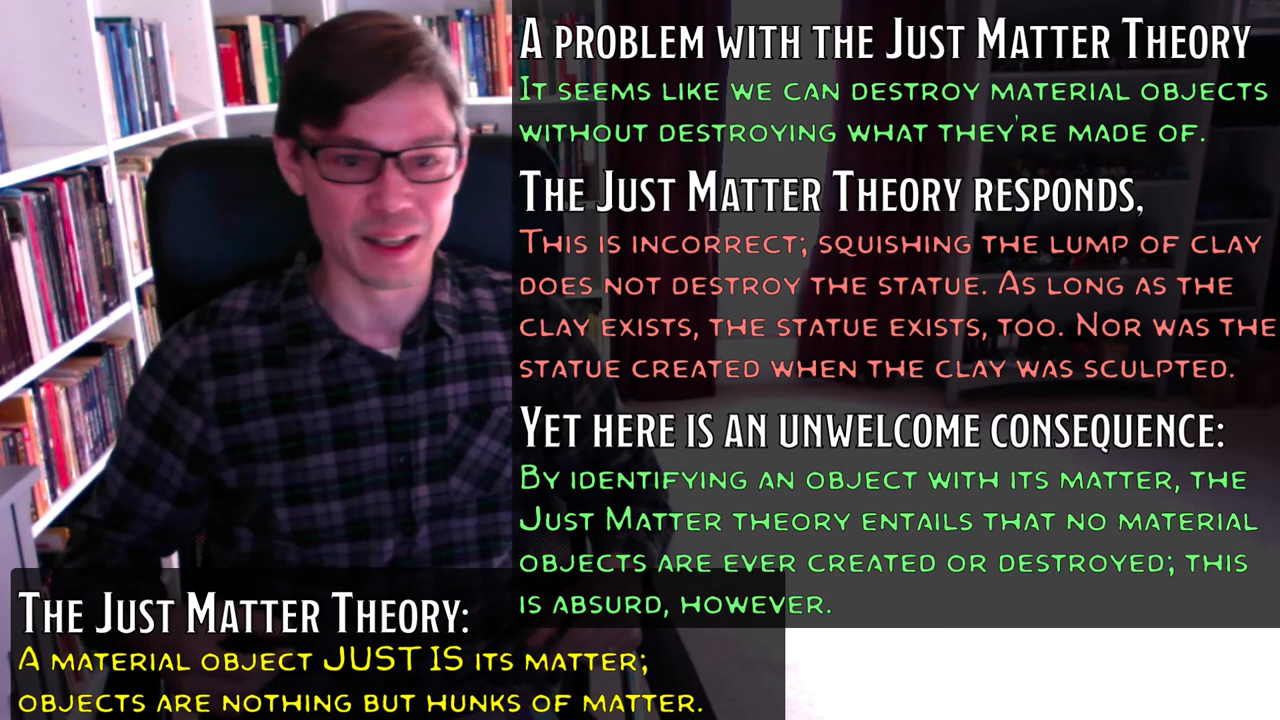 A problem with the Just Matter Theory
It seems like we can destroy material objects
without destroying what they're made of.
The Just Matter Theory responds,
This is incorrect; squishing the lump of clay
does not destroy the statue. As long as the
clay exists, the statue exists, too. Nor was the
statue created when the clay was sculpted.
Yet here is an unwelcome consequence:
By identifying an object with its matter, the
Just Matter theory entails that no material
objects are ever created or destroyed; this
is absurd, however.
The Just Matter Theory:
A material object JUST IS its matter;
objects are nothing but hunks of matter.